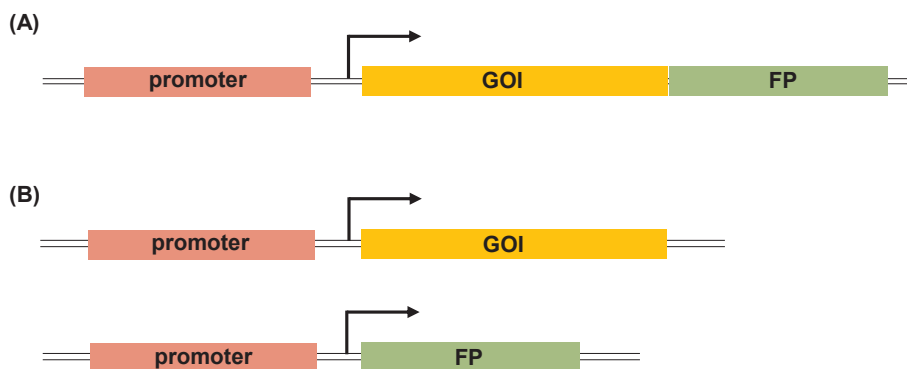 (A)
promoter GOI FP
(B)
promoter GOI
promoter FP